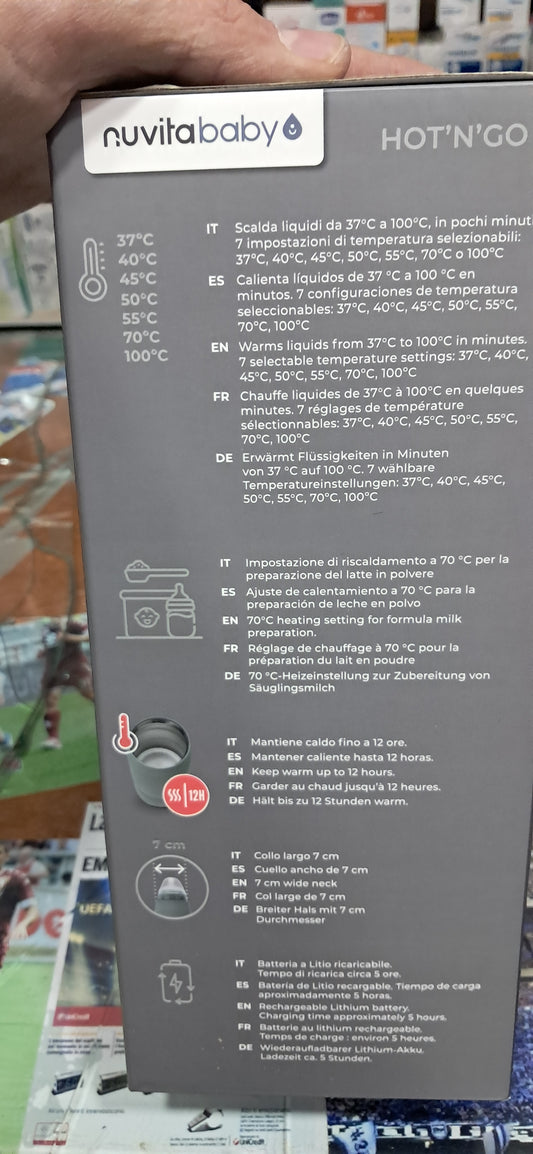 nuvitababy
HOT'N'GO
37°C
40°C
45°C
50°C
55°C
70°C
100°C
IT Scalda liquidi da 37°C a 100°C, in pochi minut
7 impostazioni di temperatura selezionabili:
37°C, 40°C, 45°C, 50°C, 55°C, 70°C o 100°C
ES Calienta líquidos de 37 °C a 100 °C en
minutos. 7 configuraciones de temperatura
seleccionables: 37°C, 40°C, 45°C, 50°C, 55°C,
70°C, 100°C
EN Warms liquids from 37°C to 100°C in minutes.
7 selectable temperature settings: 37°C, 40°C,
45°C, 50°C, 55°C, 70°C, 100°C
FR Chauffe liquides de 37°C à 100°C en quelques
minutes. 7 réglages de température
sélectionnables: 37°C, 40°C, 45°C, 50°C, 55°C,
70°C, 100°C
DE Erwärmt Flüssigkeiten in Minuten
von 37 °C auf 100 °C. 7 wählbare
Temperatureinstellungen: 37°C, 40°C, 45°C,
50°C, 55°C, 70°C, 100°C
IT Impostazione di riscaldamento a 70 °C per la
preparazione del latte in polvere
ES Ajuste de calentamiento a 70 °C para la
preparación de leche en polvo
EN 70°C heating setting for formula milk
preparation.
FR Réglage de chauffage à 70 °C pour la
préparation du lait en poudre
DE 70 °C-Heizeinstellung zur Zubereitung von
Säuglingsmilch
12H
IT Mantiene caldo fino a 12 ore.
ES Mantener caliente hasta 12 horas.
EN Keep warm up to 12 hours.
FR Garder au chaud jusqu'à 12 heures.
DE Hält bis zu 12 Stunden warm.
7 cm
IT Collo largo 7 cm
ES Cuello ancho de 7 cm
EN 7 cm wide neck
FR Col large de 7 cm
DE Breiter Hals mit 7 cm
Durchmesser
IT Batteria a Litio ricaricabile.
Tempo di ricarica circa 5 ore.
ES Batería de Litio recargable. Tiempo de carga
aproximadamente 5 horas.
EN Rechargeable Lithium battery.
Charging time approximately 5 hours.
FR Batterie au lithium rechargeable.
Temps de charge : environ 5 heures.
DE Wiederaufladbarer Lithium-Akku.
Ladezeit ca. 5 Stunden.
EM
UEFA
UniCredit